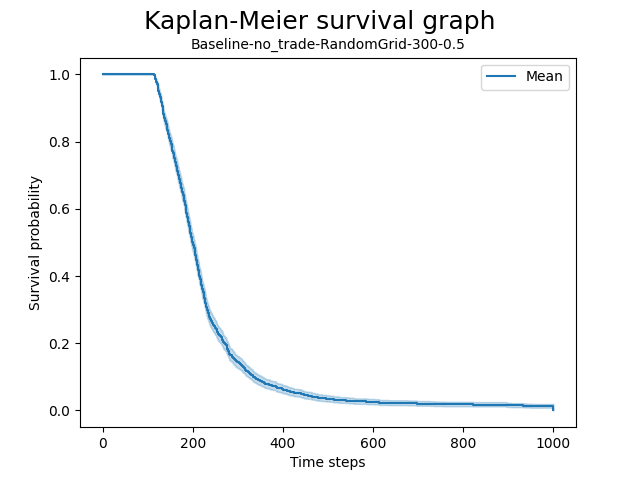 Kaplan-Meier survival graph
Baseline-no_trade-RandomGrid-300-0.5
Mean
Survival probability
1.0
0.8
0.6
0.4
0.2
0.0
0 200 400 600 800 1000
Time steps